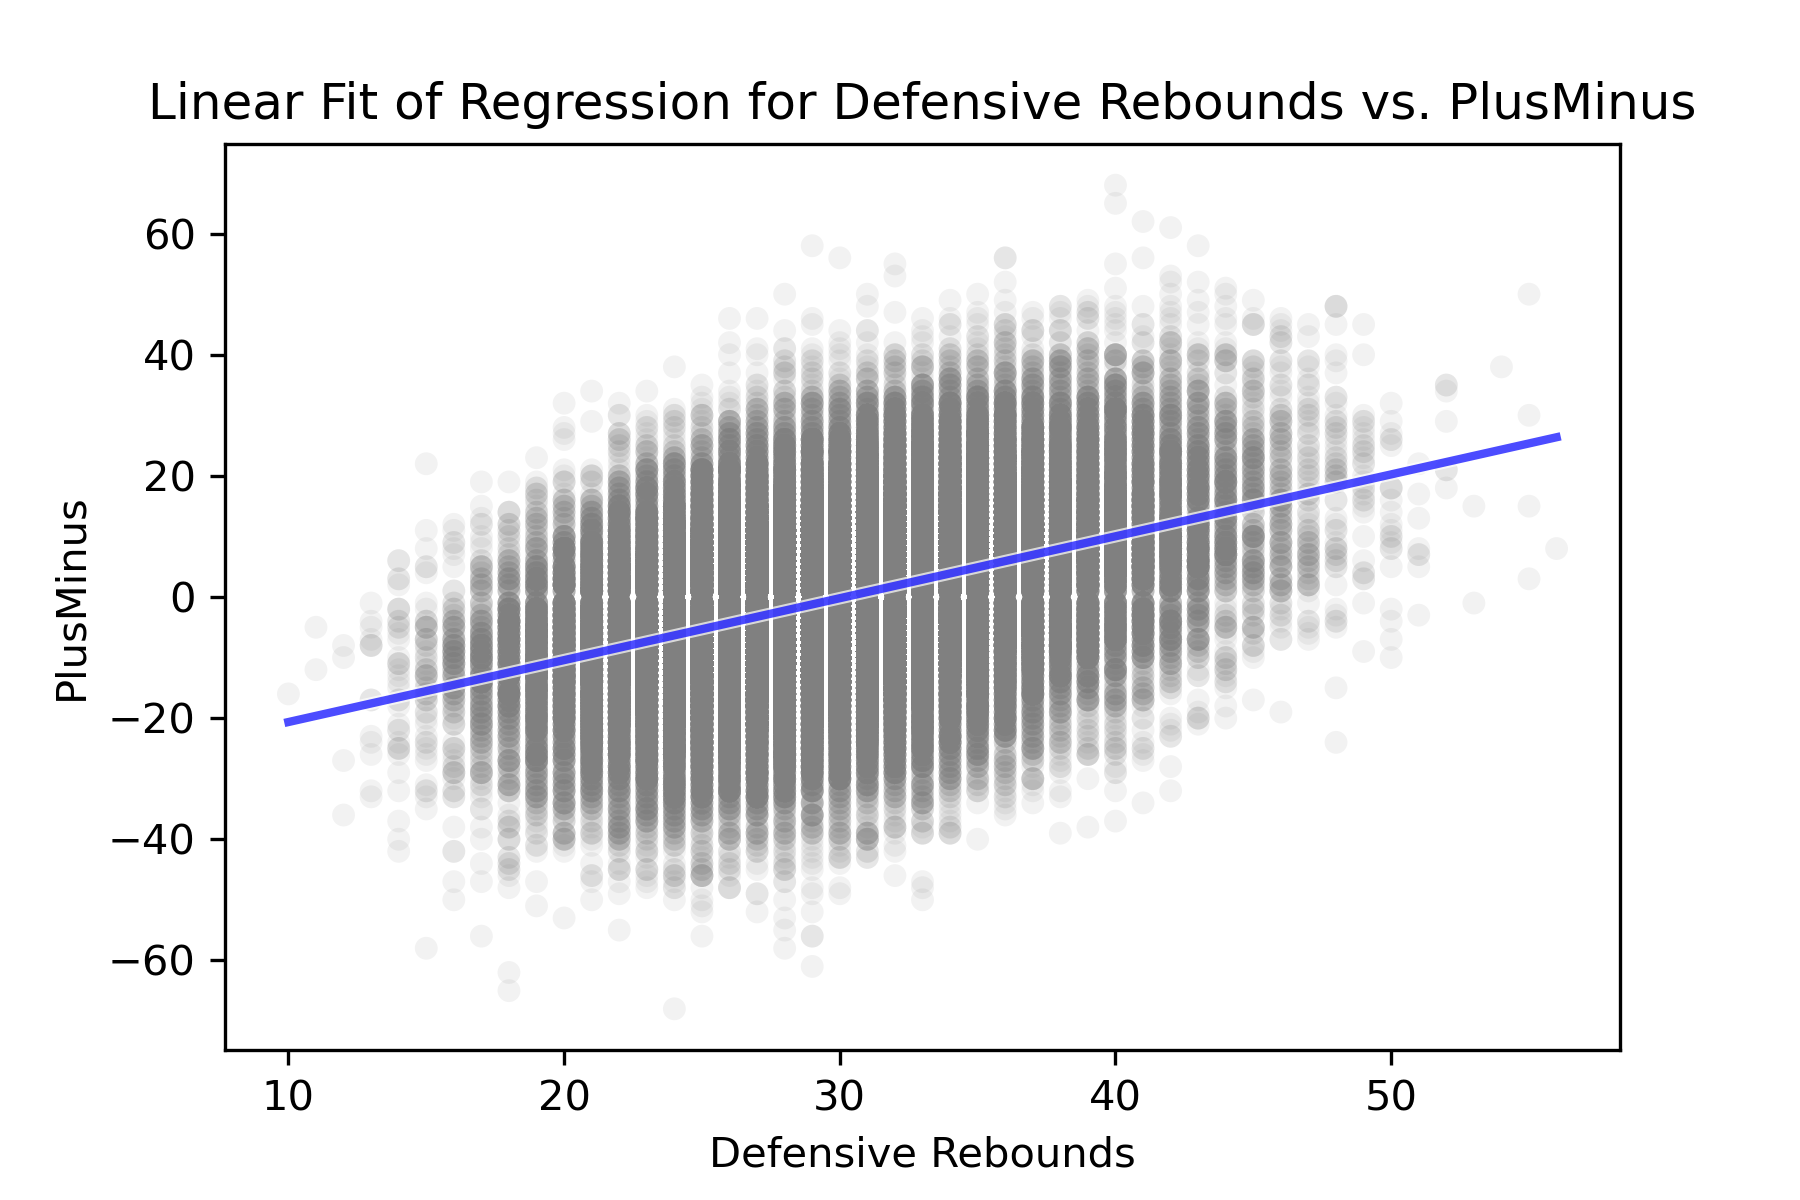 Linear Fit of Regression for Defensive Rebounds vs. PlusMinus
60
40
20
0
−20
−40
−60
PlusMinus
10 20 30 40 50
Defensive Rebounds